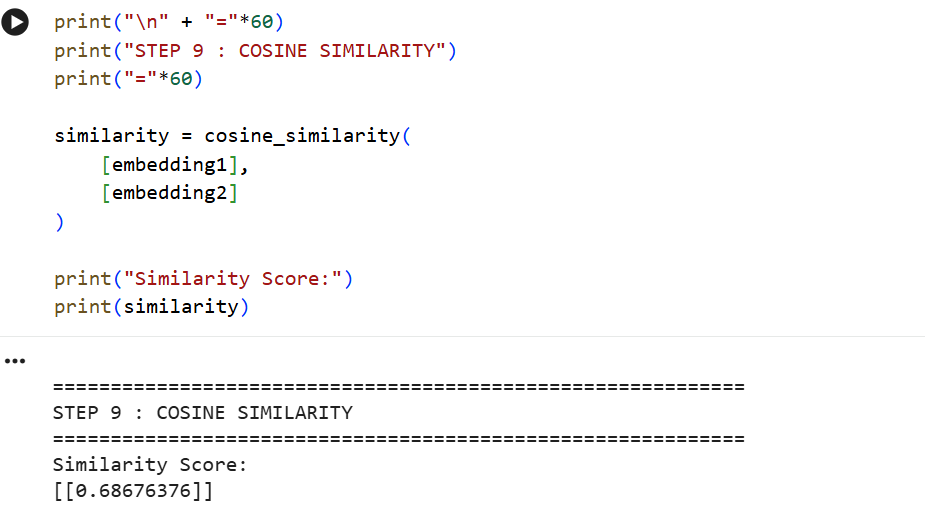 print("\n" + "="*60)
print("STEP 9 : COSINE SIMILARITY")
print("="*60)
similarity = cosine_similarity(
    [embedding1],
    [embedding2]
)
print("Similarity Score:")
print(similarity)
============================================================
STEP 9 : COSINE SIMILARITY
============================================================
Similarity Score:
[[0.68676376]]